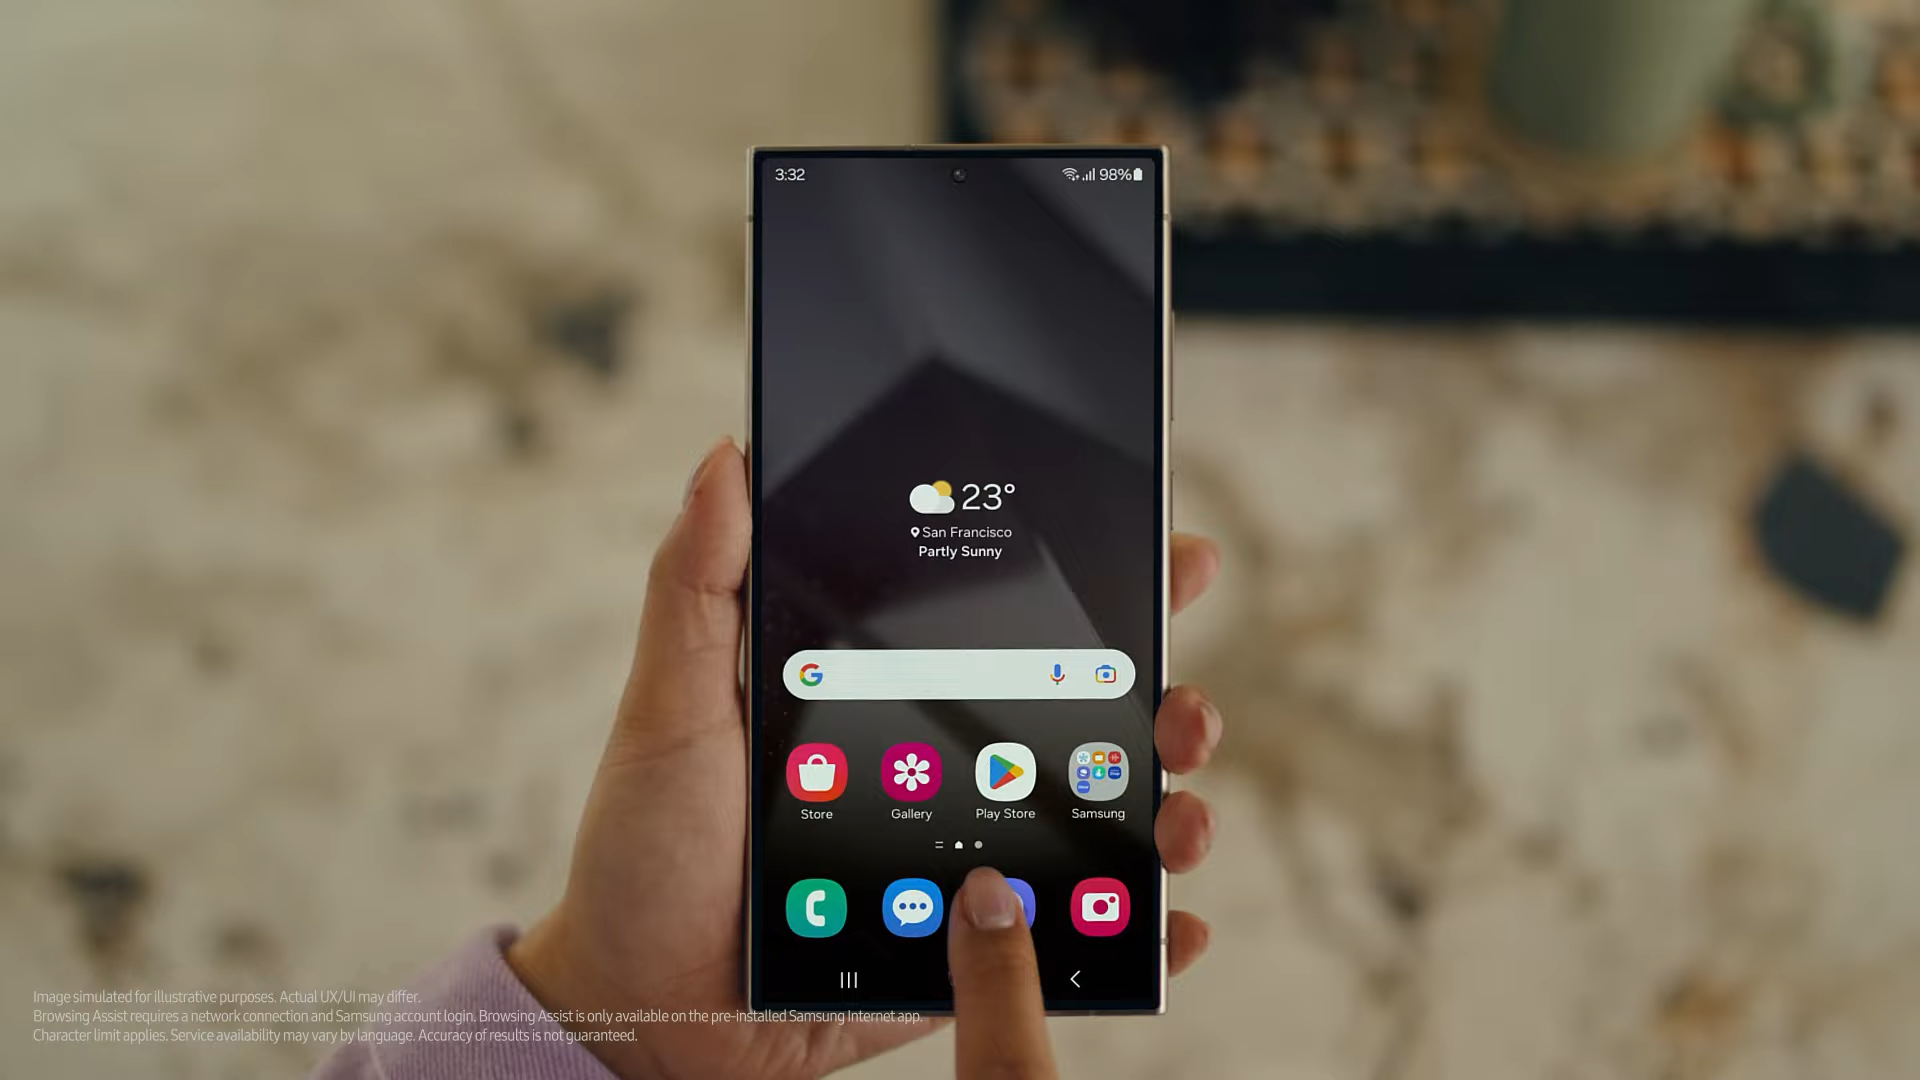 3:32
98%
23°
San Francisco
Partly Sunny
G
Store
Gallery
Play Store
Samsung
Image simulated for illustrative purposes. Actual UX/UI may differ.
Browsing Assist requires a network connection and Samsung account login. Browsing Assist is only available on the pre-installed Samsung Internet app.
Character limit applies. Service availability may vary by language. Accuracy of results is not guaranteed.